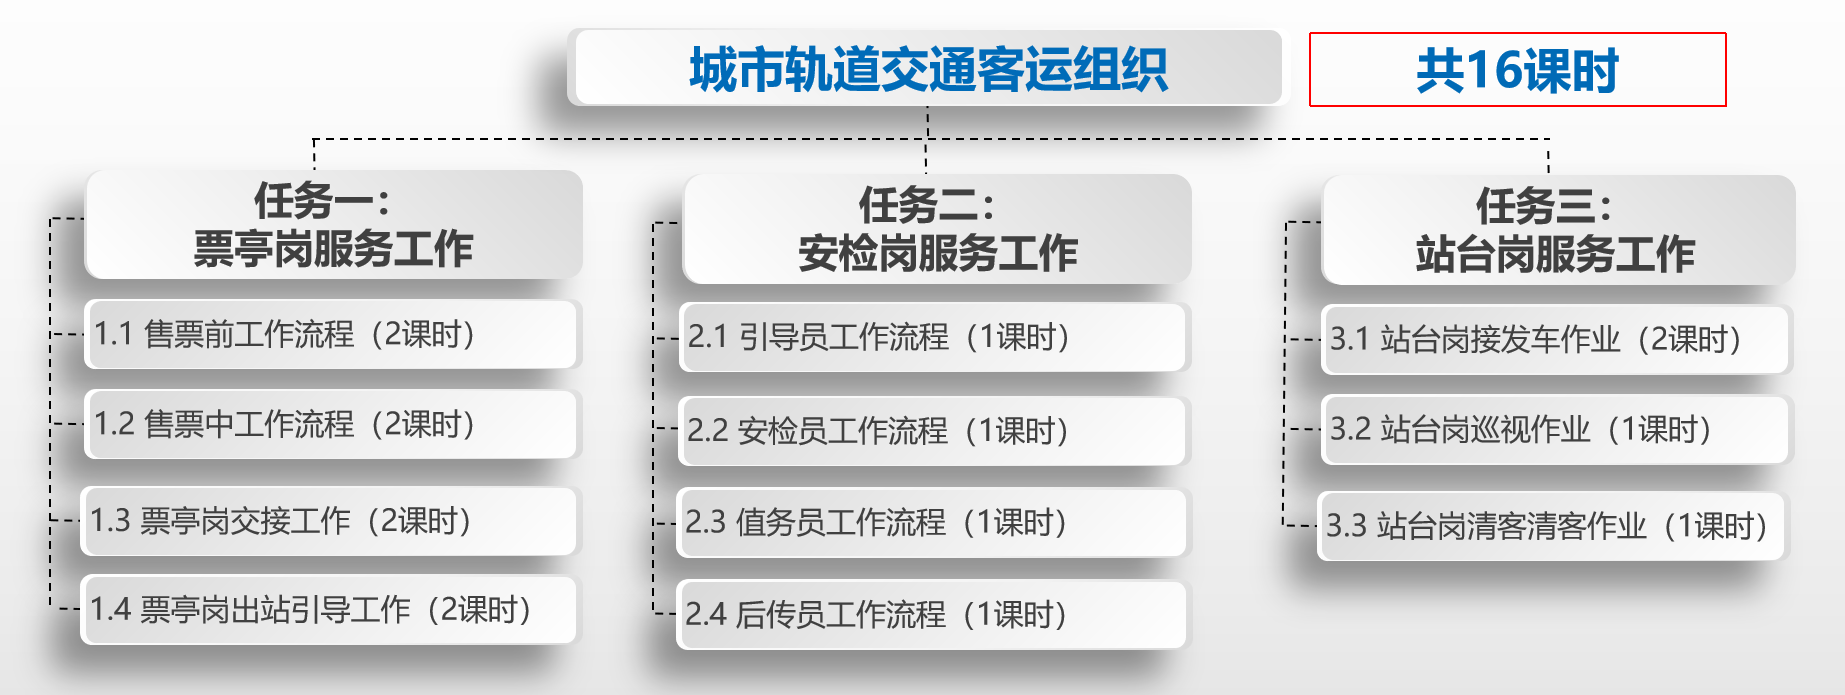 城市轨道交通客运组织
共16课时
任务一：
票亭岗服务工作
1.1 售票前工作流程（2课时）
1.2 售票中工作流程（2课时）
1.3 票亭岗交接工作（2课时）
1.4 票亭岗出站引导工作（2课时）
任务二：
安检岗服务工作
2.1 引导员工作流程（1课时）
2.2 安检员工作流程（1课时）
2.3 值务员工作流程（1课时）
2.4 后传员工作流程（1课时）
任务三：
站台岗服务工作
3.1 站台岗接发车作业（2课时）
3.2 站台岗巡视作业（1课时）
3.3 站台岗清客清客作业（1课时）